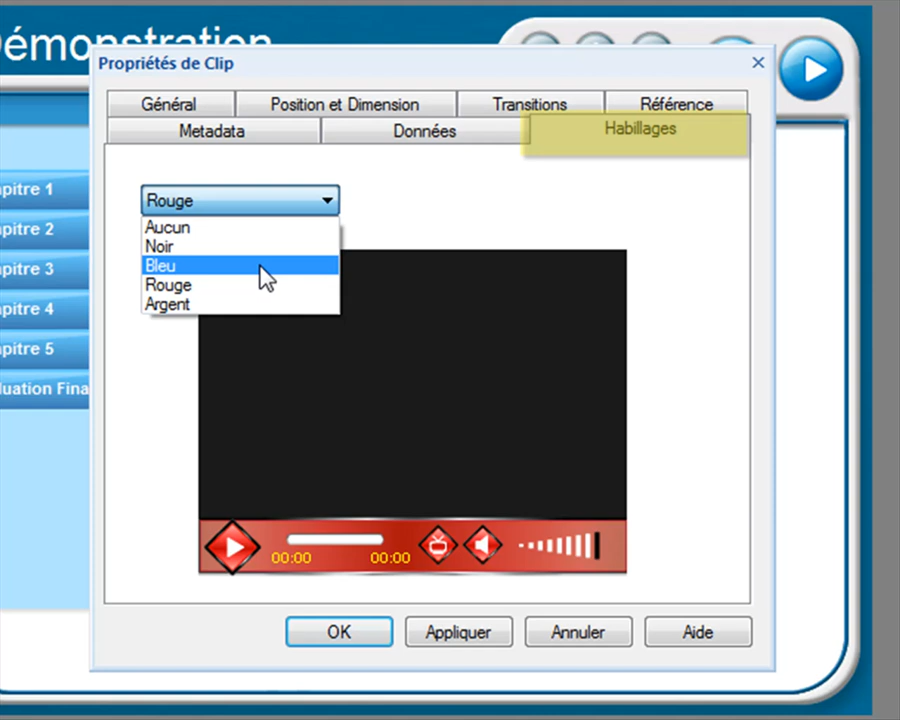 Démonstration
Propriétés de Clip
Général Position et Dimension Transitions Référence
Metadata Données Habillages
Rouge
Aucun
Noir
Bleu
Rouge
Argent
apitre 1
apitre 2
apitre 3
apitre 4
apitre 5
luation Fina
00:00 00:00
OK Appliquer Annuler Aide